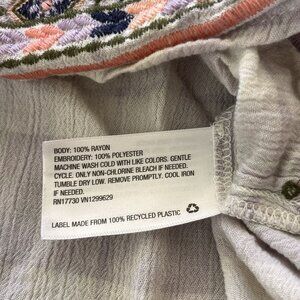 BODY: 100% RAYON
EMBROIDERY: 100% POLYESTER
MACHINE WASH COLD WITH LIKE COLORS. GENTLE
CYCLE. ONLY NON-CHLORINE BLEACH IF NEEDED.
TUMBLE DRY LOW. REMOVE PROMPTLY. COOL IRON
IF NEEDED.
RN17730 VN1299629
LABEL MADE FROM 100% RECYCLED PLASTIC